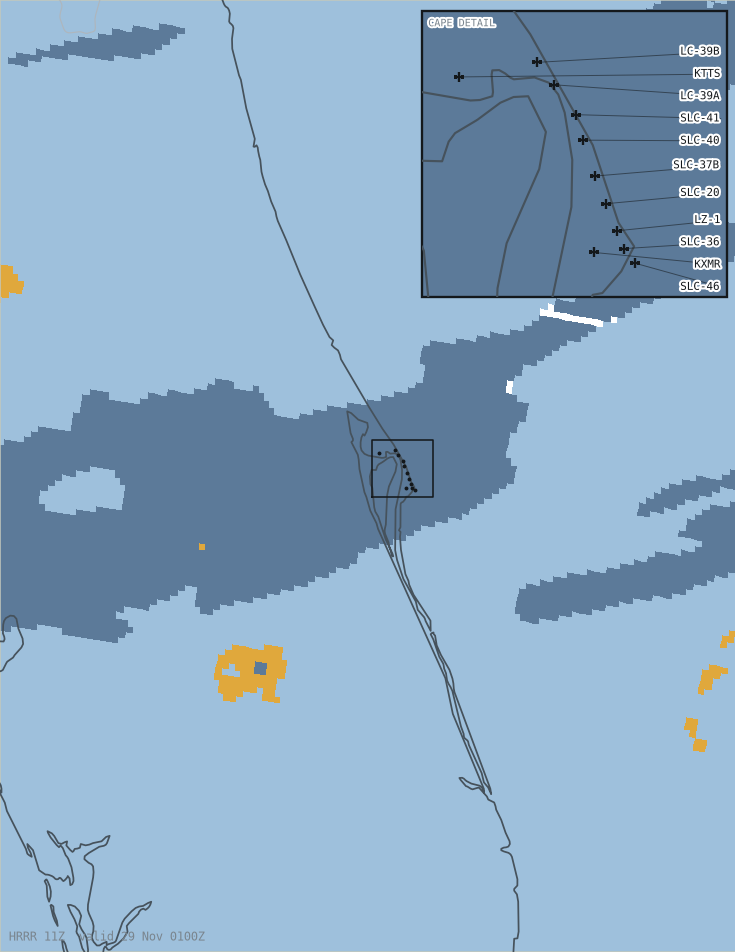 CAPE DETAIL
LC-39B
KTTS
LC-39A
SLC-41
SLC-40
SLC-37B
SLC-20
LZ-1
SLC-36
KXMR
SLC-46
HRRR 11Z  valid 29 Nov 0100Z